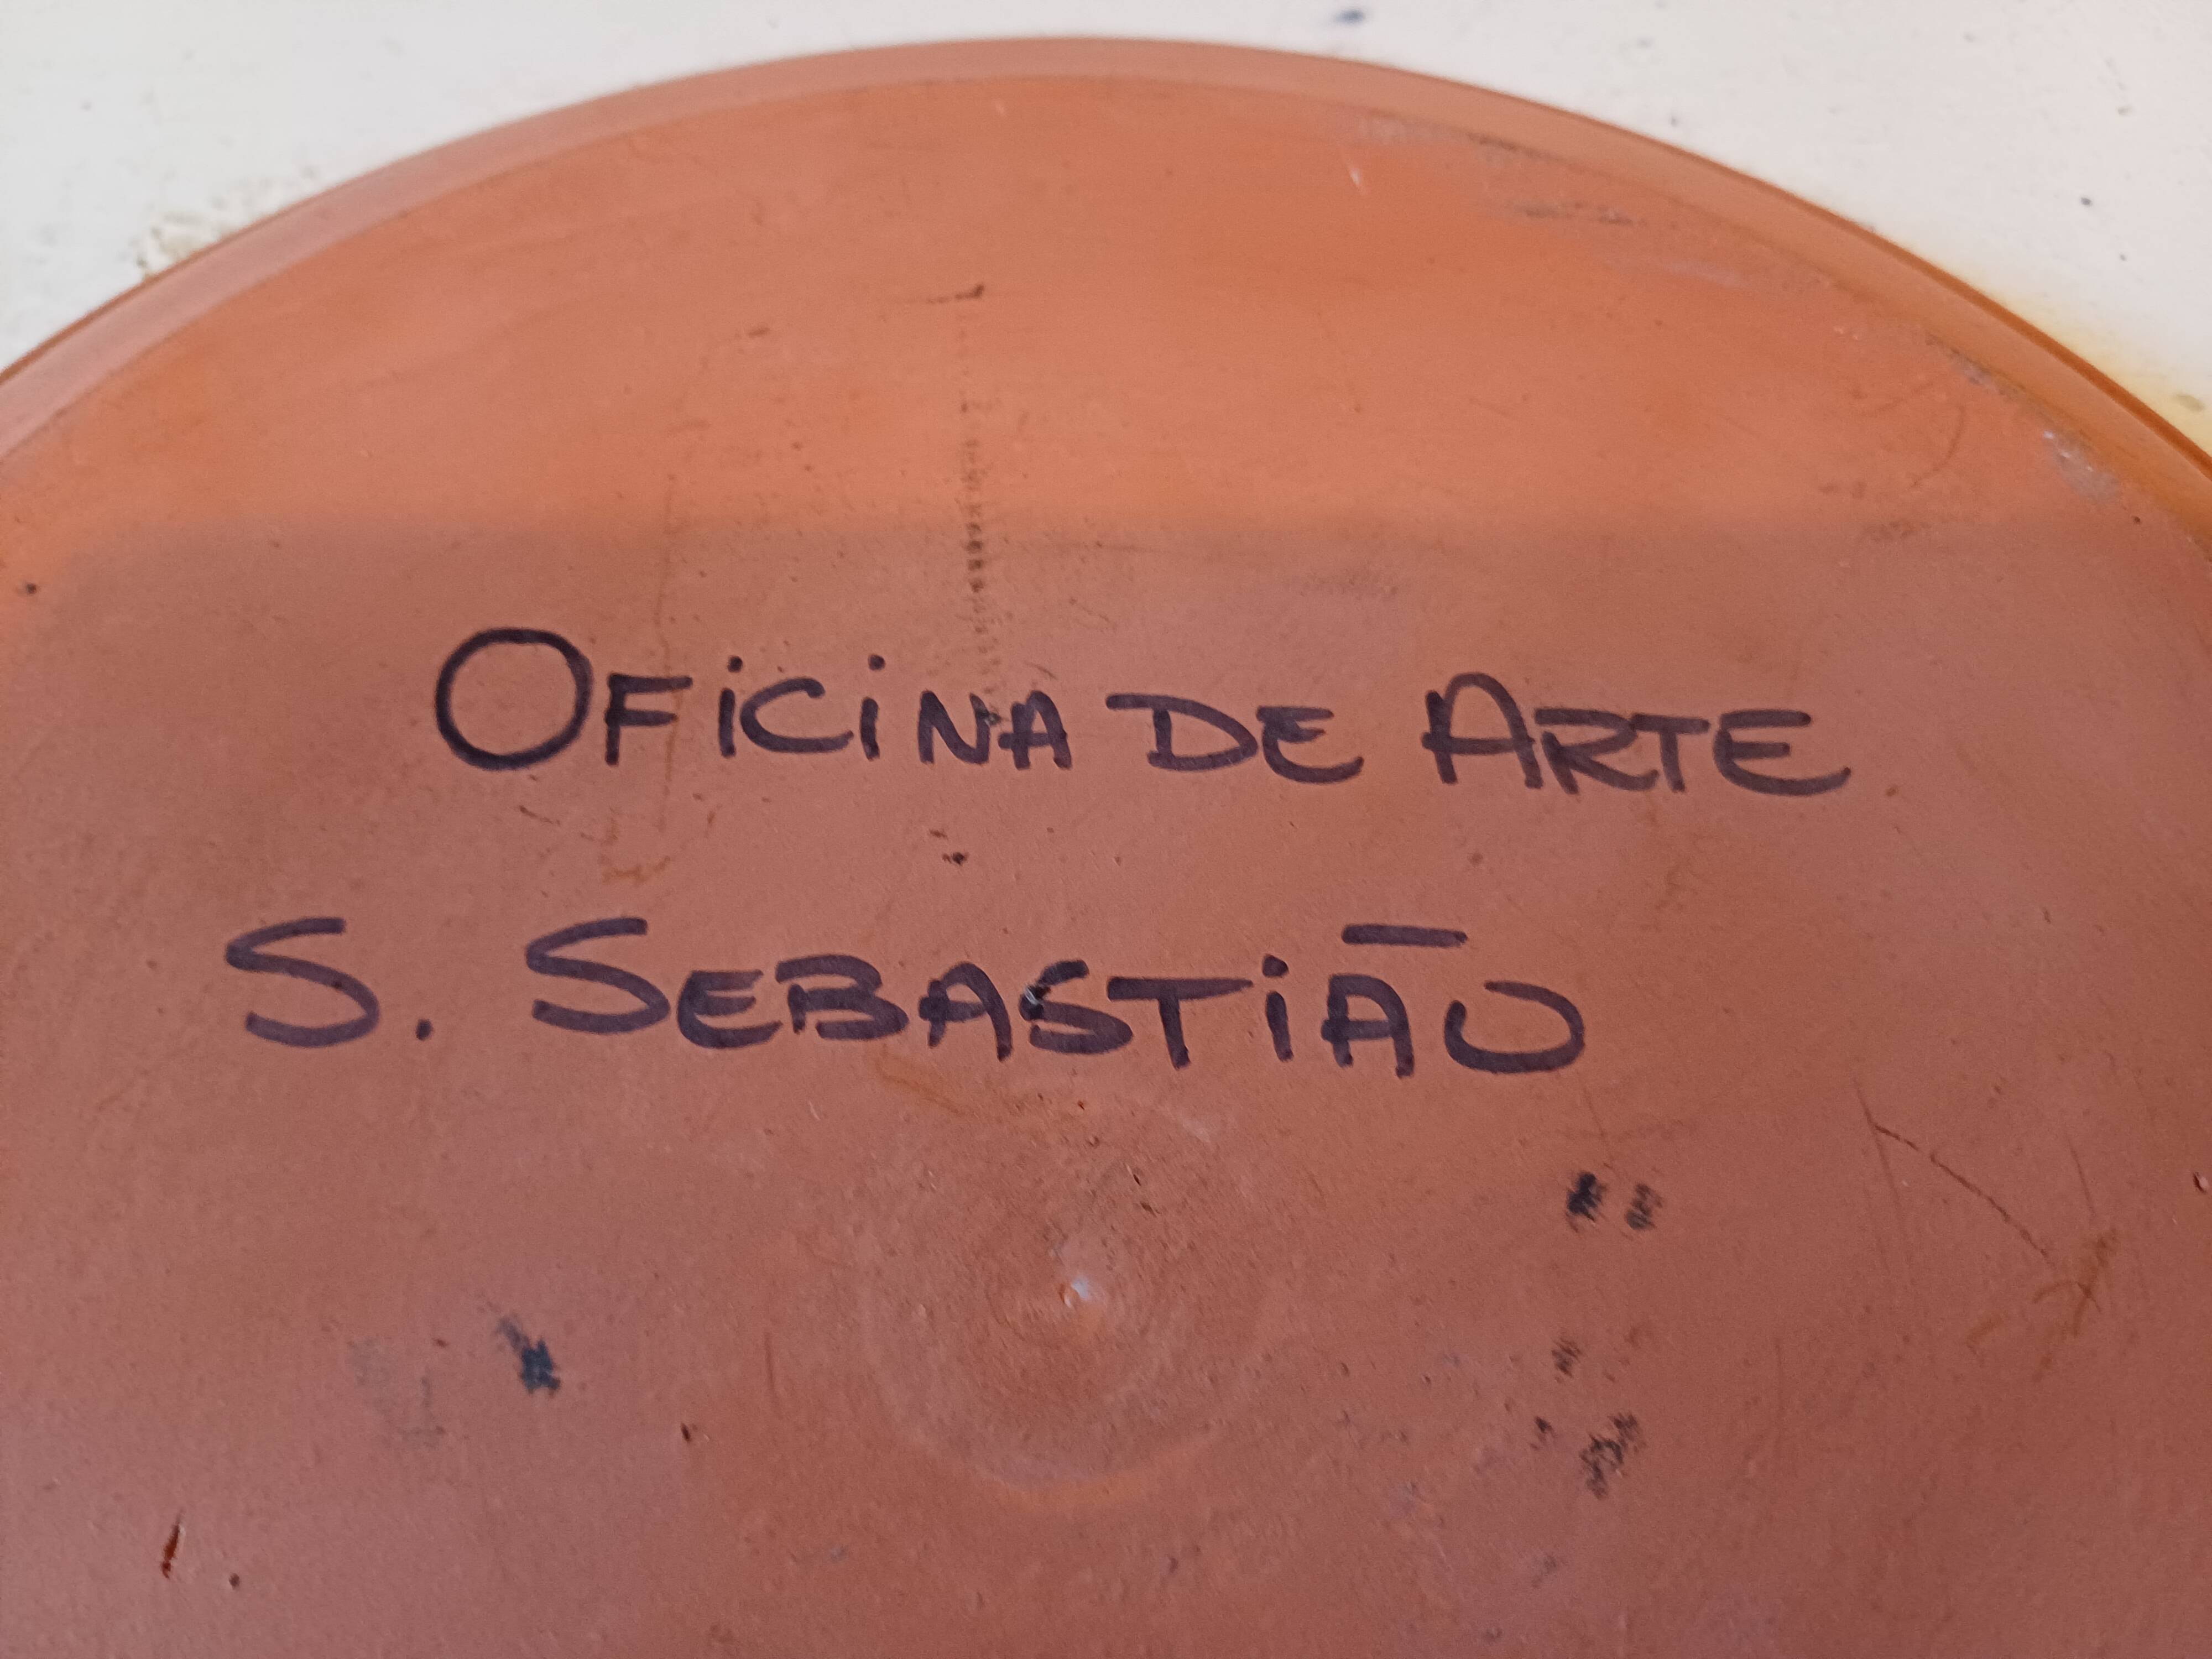 OFICINA DE ARTE
S. SEBASTIÃO